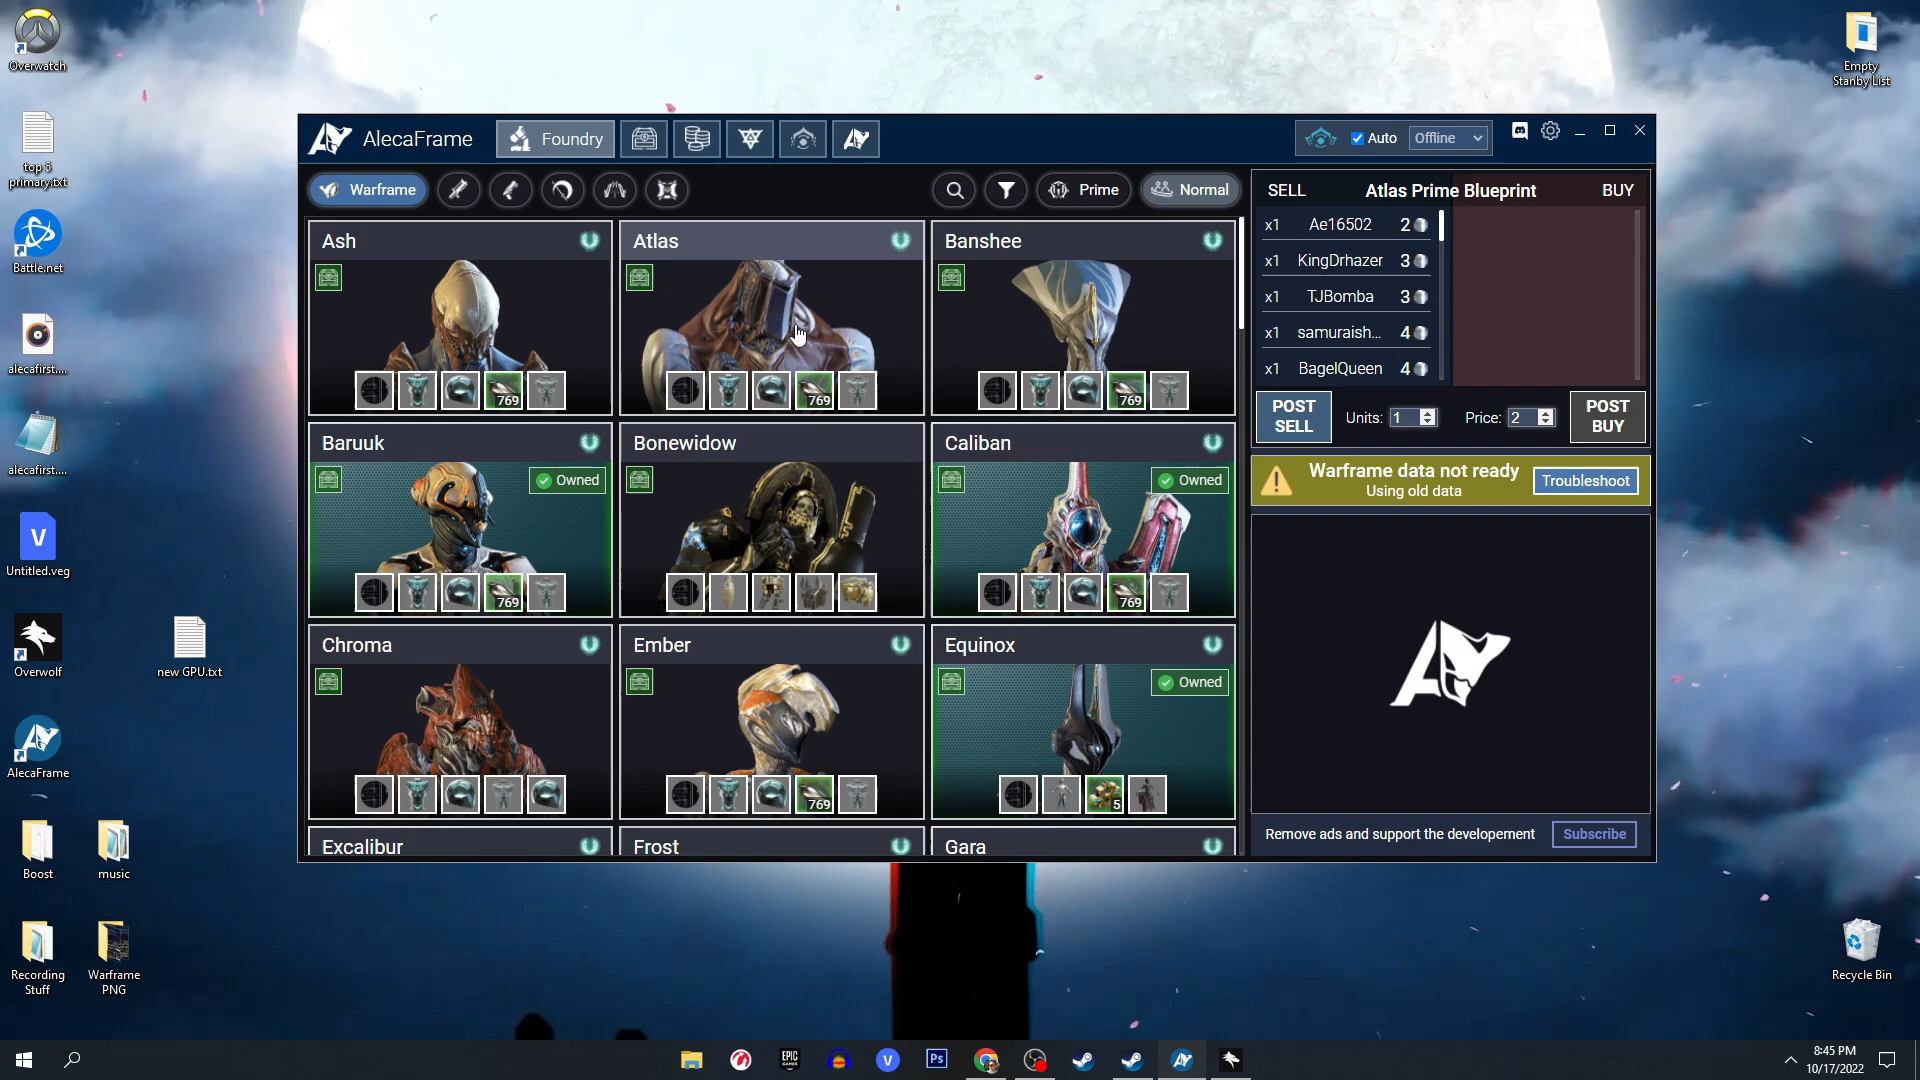 Overwatch
top 5
primary.txt
Battle.net
alecafirst....
alecafirst....
V
Untitled.veg
Overwolf
new GPU.txt
AlecaFrame
Boost
music
Recording
Stuff
Warframe
PNG
Empty
Stanby List
Recycle Bin
AlecaFrame
Foundry
Auto
Offline
Warframe
Prime
Normal
Ash
769
Atlas
769
Banshee
769
Baruuk
Owned
769
Bonewidow
Caliban
Owned
769
Chroma
Ember
769
Equinox
Owned
5
Excalibur
Frost
Gara
SELL
Atlas Prime Blueprint
BUY
x1 Ae16502 2
x1 KingDrhazer 3
x1 TJBomba 3
x1 samuraish... 4
x1 BagelQueen 4
POST
SELL
Units: 1
Price: 2
POST
BUY
Warframe data not ready
Using old data
Troubleshoot
Remove ads and support the developement
Subscribe
EPIC
GAMES
V
Ps
8:45 PM
10/17/2022